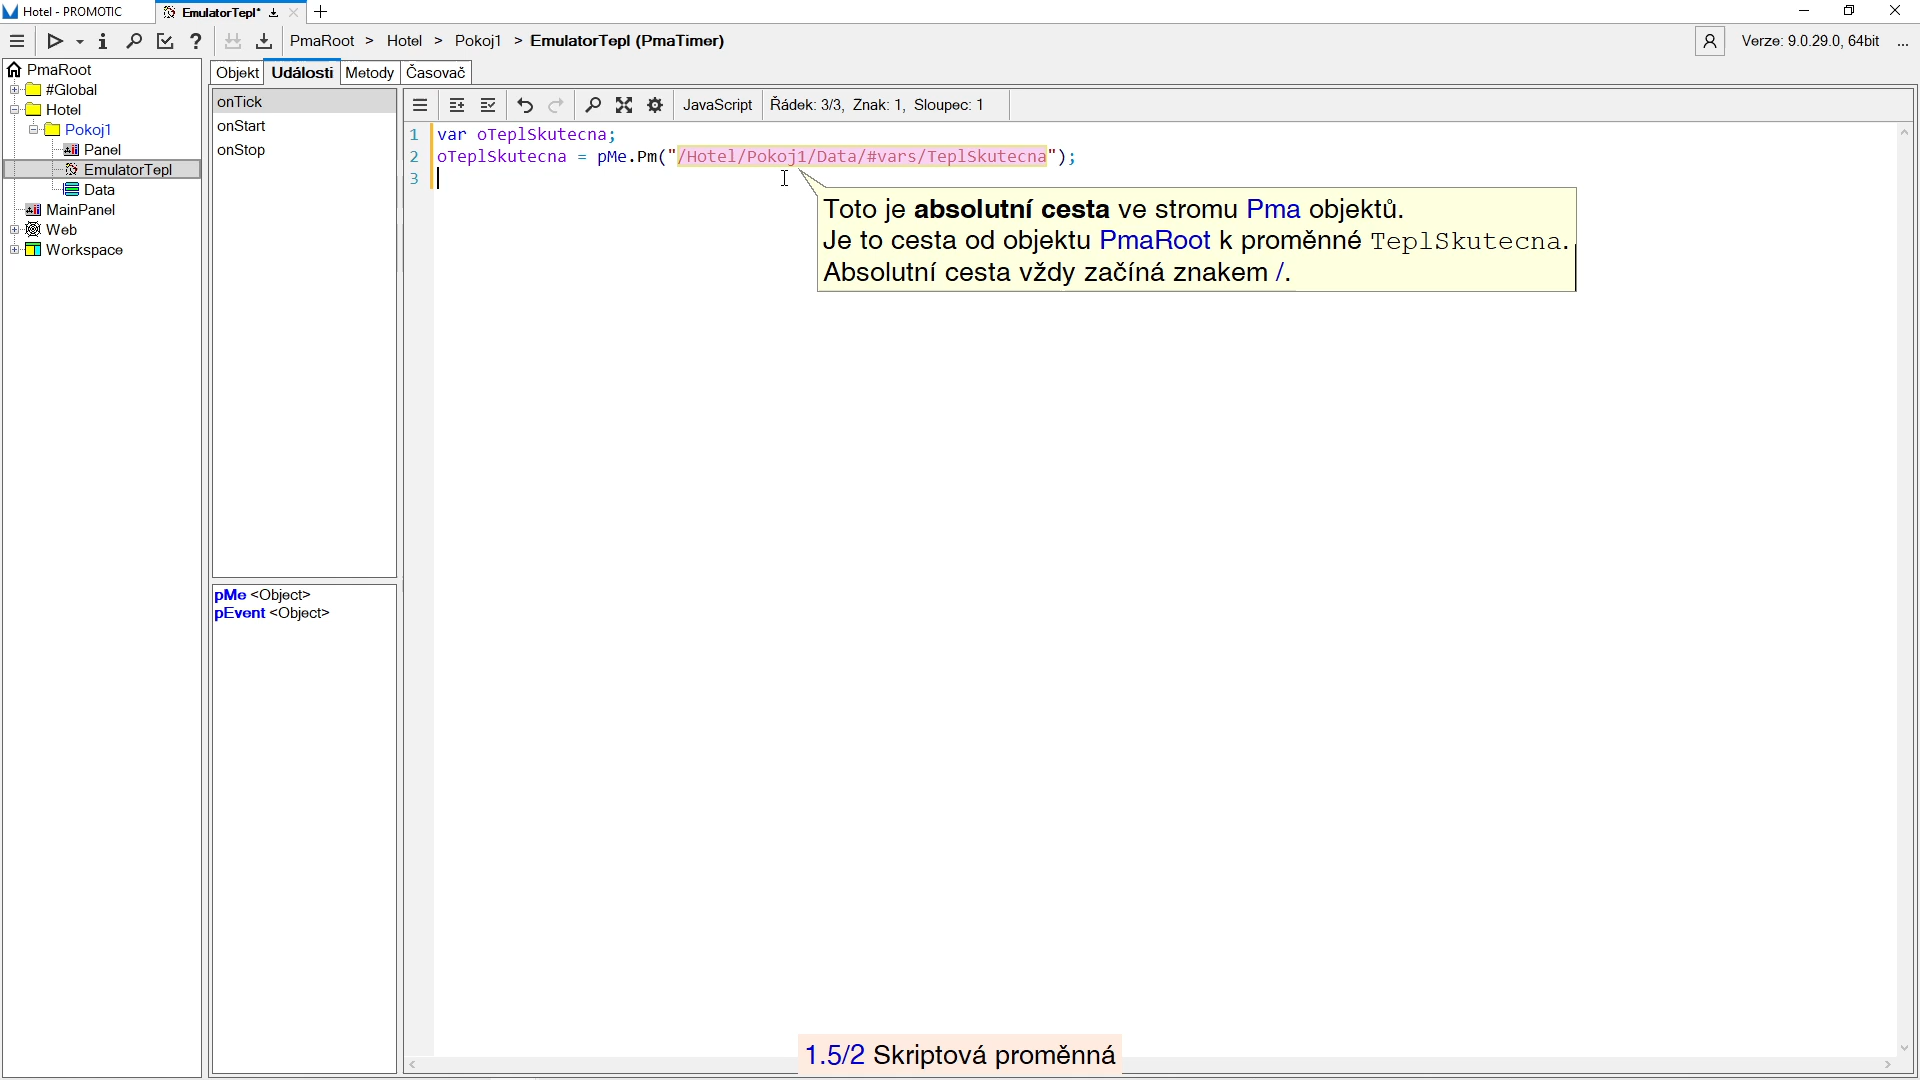 Hotel - PROMOTIC
EmulatorTepl*
PmaRoot > Hotel > Pokoj1 > EmulatorTepl (PmaTimer)
Verze: 9.0.29.0, 64bit ...
PmaRoot
#Global
Hotel
Pokoj1
Panel
EmulatorTepl
Data
MainPanel
Web
Workspace
Objekt Události Metody Časovač
onTick
onStart
onStop
pMe <Object>
pEvent <Object>
JavaScript Řádek: 3/3, Znak: 1, Sloupec: 1
1 var oTeplSkutecna;
2 oTeplSkutecna = pMe.Pm("/Hotel/Pokoj1/Data/#vars/TeplSkutecna");
3
Toto je absolutní cesta ve stromu Pma objektů.
Je to cesta od objektu PmaRoot k proměnné TeplSkutecna.
Absolutní cesta vždy začíná znakem /.
1.5/2 Skriptová proměnná